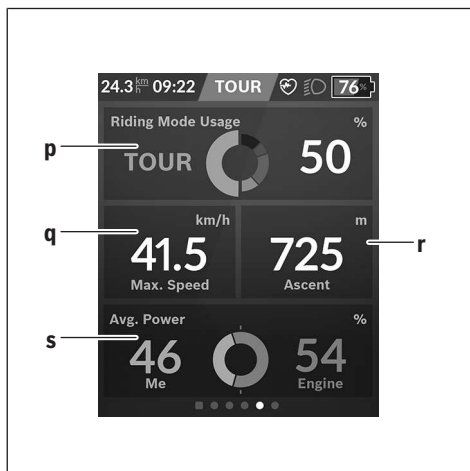 24.3 km/h 09:22 TOUR 76%
Riding Mode Usage %
p
TOUR 50
km/h m
q
41.5 725
r
Max. Speed Ascent
Avg. Power %
s
46 54
Me Engine